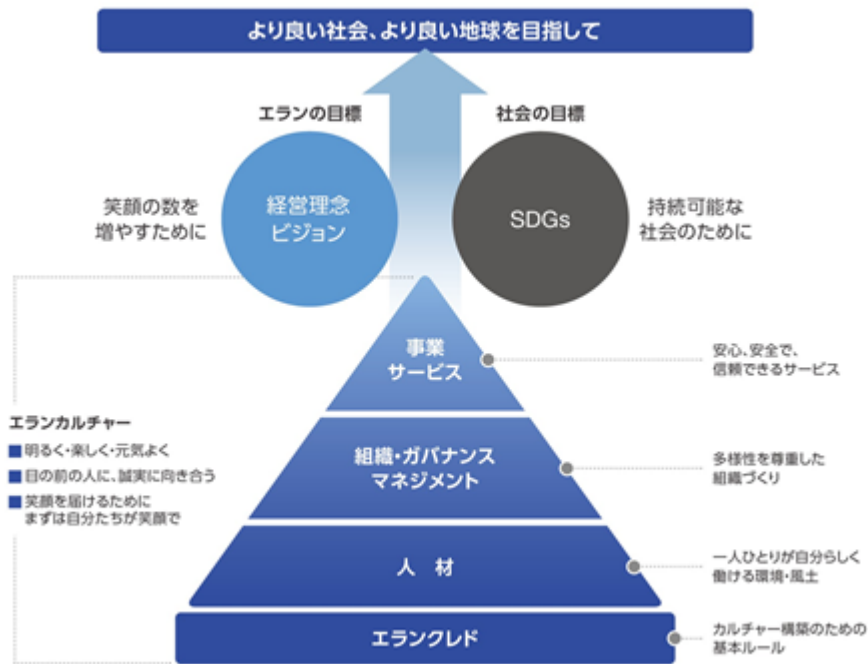 より良い社会、より良い地球を目指して
エランの目標
社会の目標
笑顔の数を
増やすために
経営理念
ビジョン
SDGs
持続可能な
社会のために
事業
サービス
安心、安全で、
信頼できるサービス
エランカルチャー
明るく・楽しく・元気よく
目の前の人に、誠実に向き合う
笑顔を届けるために
まずは自分たちが笑顔で
組織・ガバナンス
マネジメント
多様性を尊重した
組織づくり
人 材
一人ひとりが自分らしく
働ける環境・風土
エランクレド
カルチャー構築のための
基本ルール